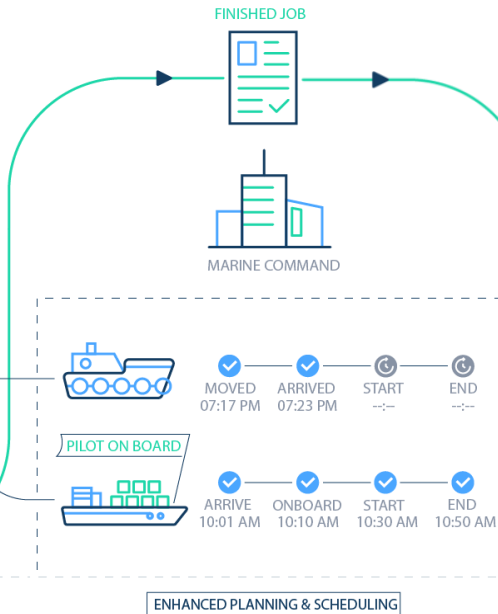 FINISHED JOB
MARINE COMMAND
MOVED ARRIVED START END
07:17 PM 07:23 PM --:-- --:--
PILOT ON BOARD
ARRIVE ONBOARD START END
10:01 AM 10:10 AM 10:30 AM 10:50 AM
ENHANCED PLANNING & SCHEDULING